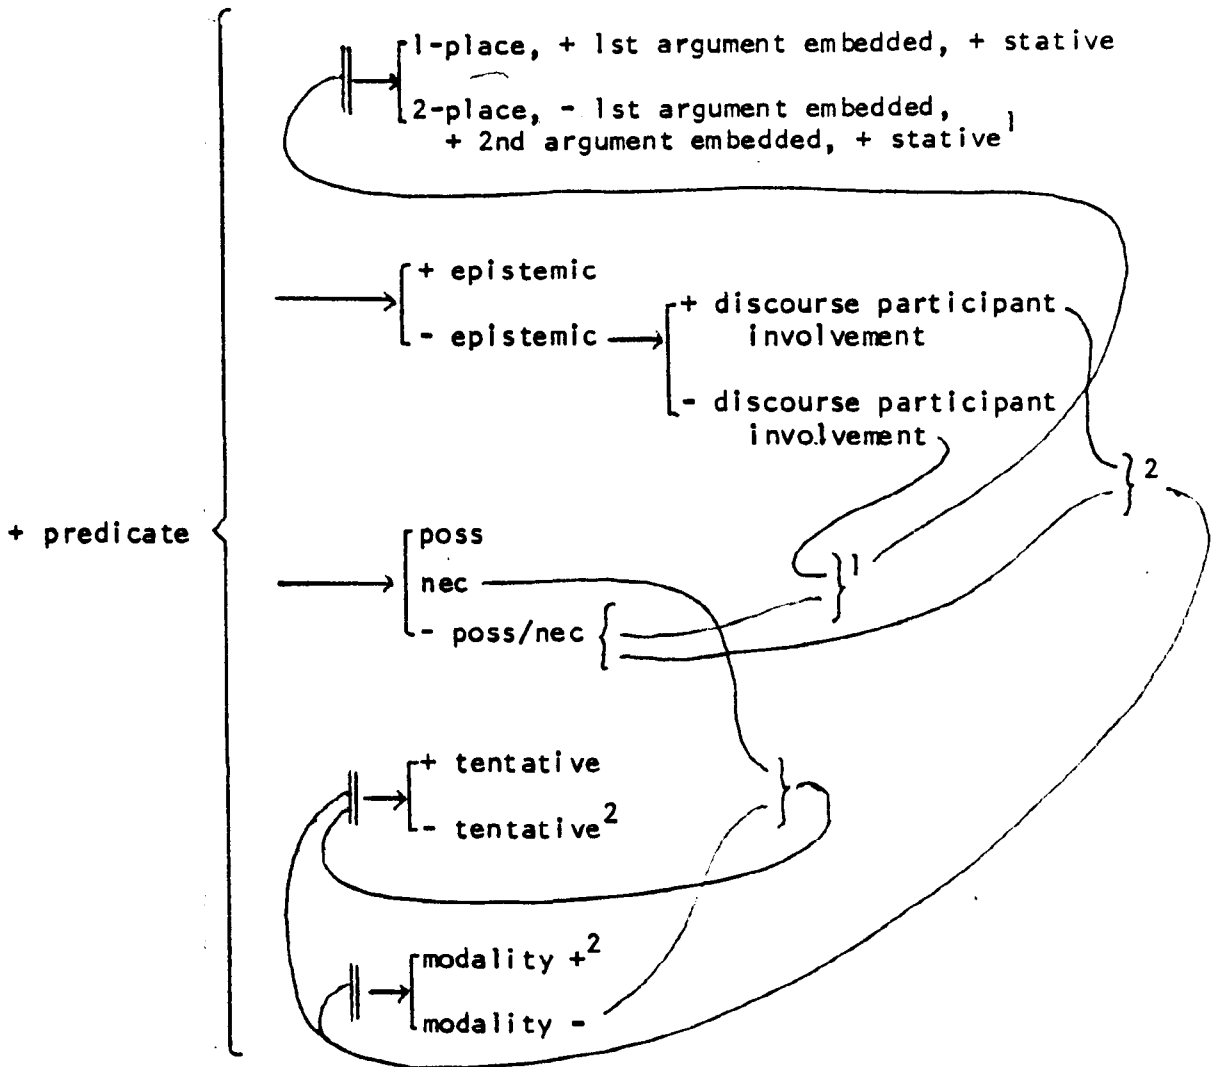 1-place, + 1st argument embedded, + stative
2-place, - 1st argument embedded,
+ 2nd argument embedded, + stative¹
+ epistemic
- epistemic
+ discourse participant
involvement
- discourse participant
involvement
2
+ predicate
poss
nec
- poss/nec
1
+ tentative
- tentative²
modality +²
modality -